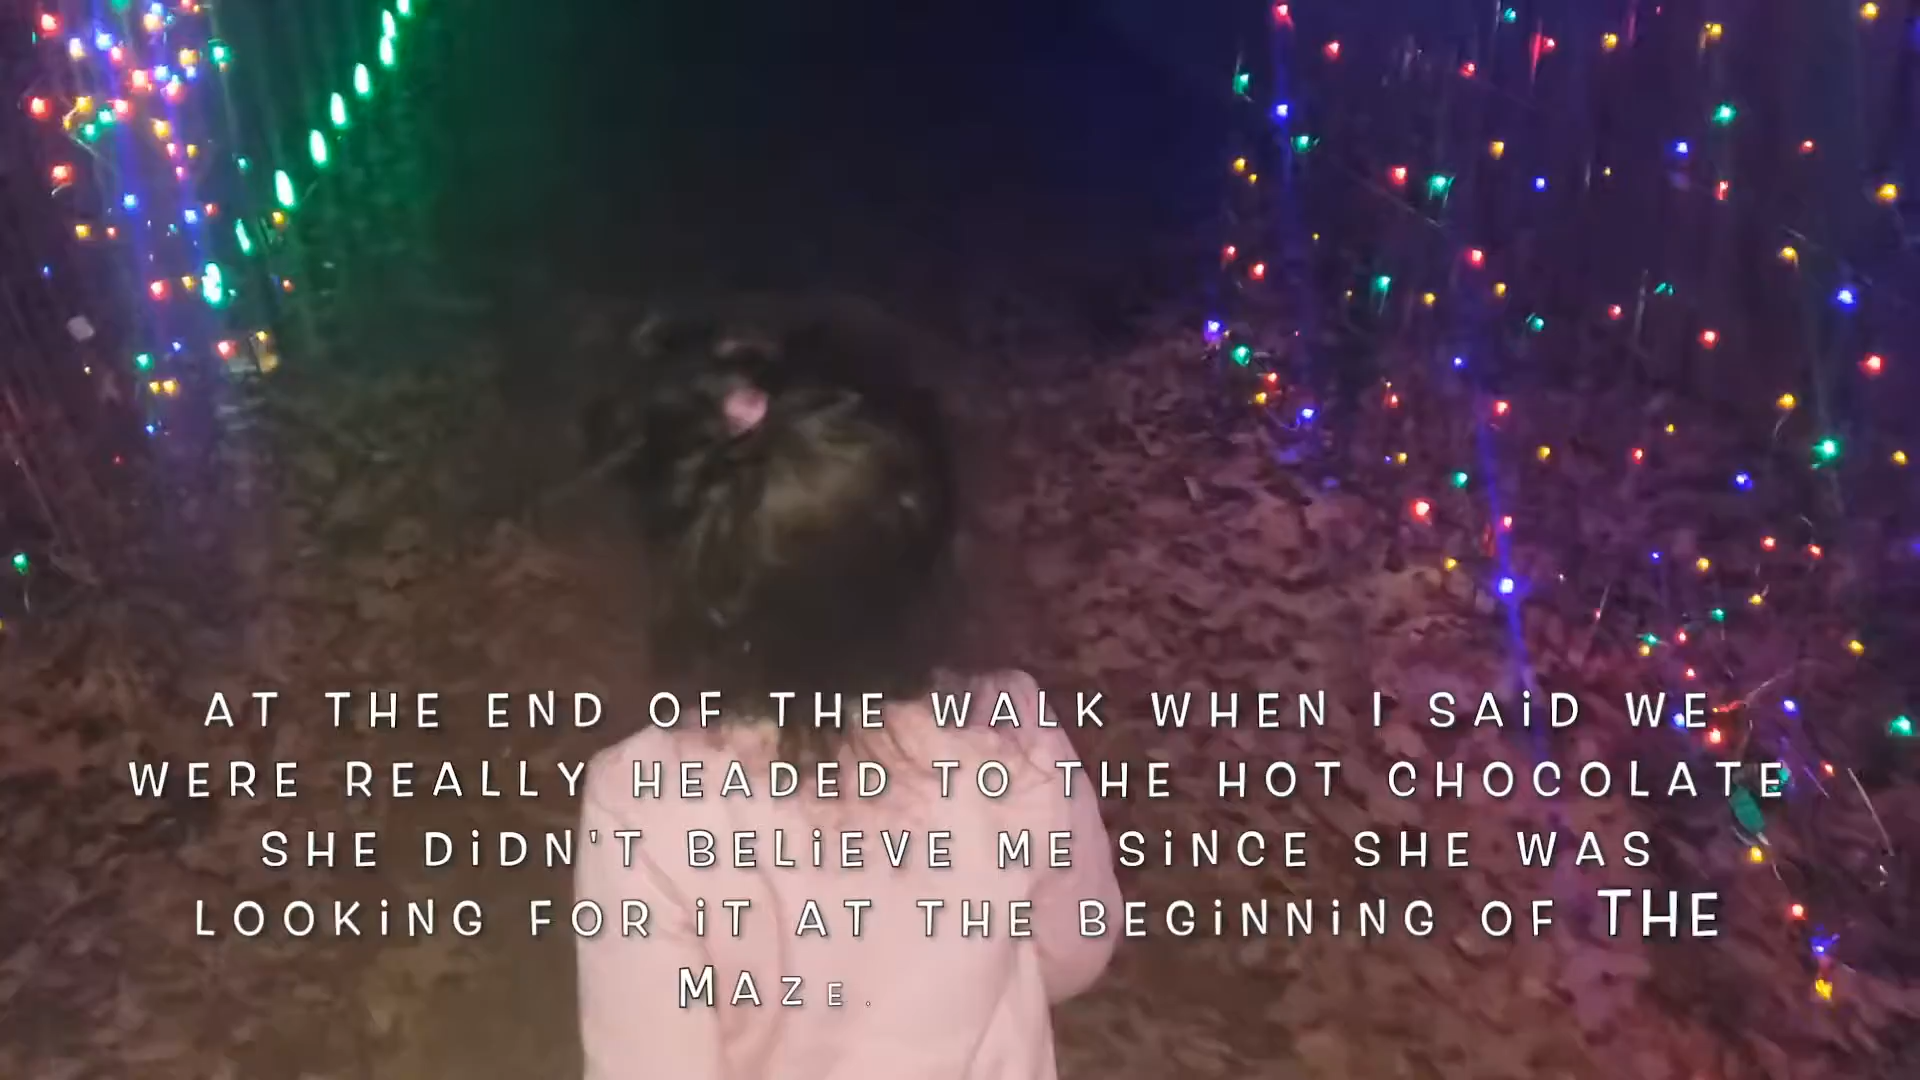 AT THE END OF THE WALK WHEN I SAiD WE
WERE REALLY HEADED TO THE HOT CHOCOLATE
SHE DiDN'T BELiEVE ME SiNCE SHE WAS
LOOKiNG FOR iT AT THE BEGiNNiNG OF THE
MAZE.